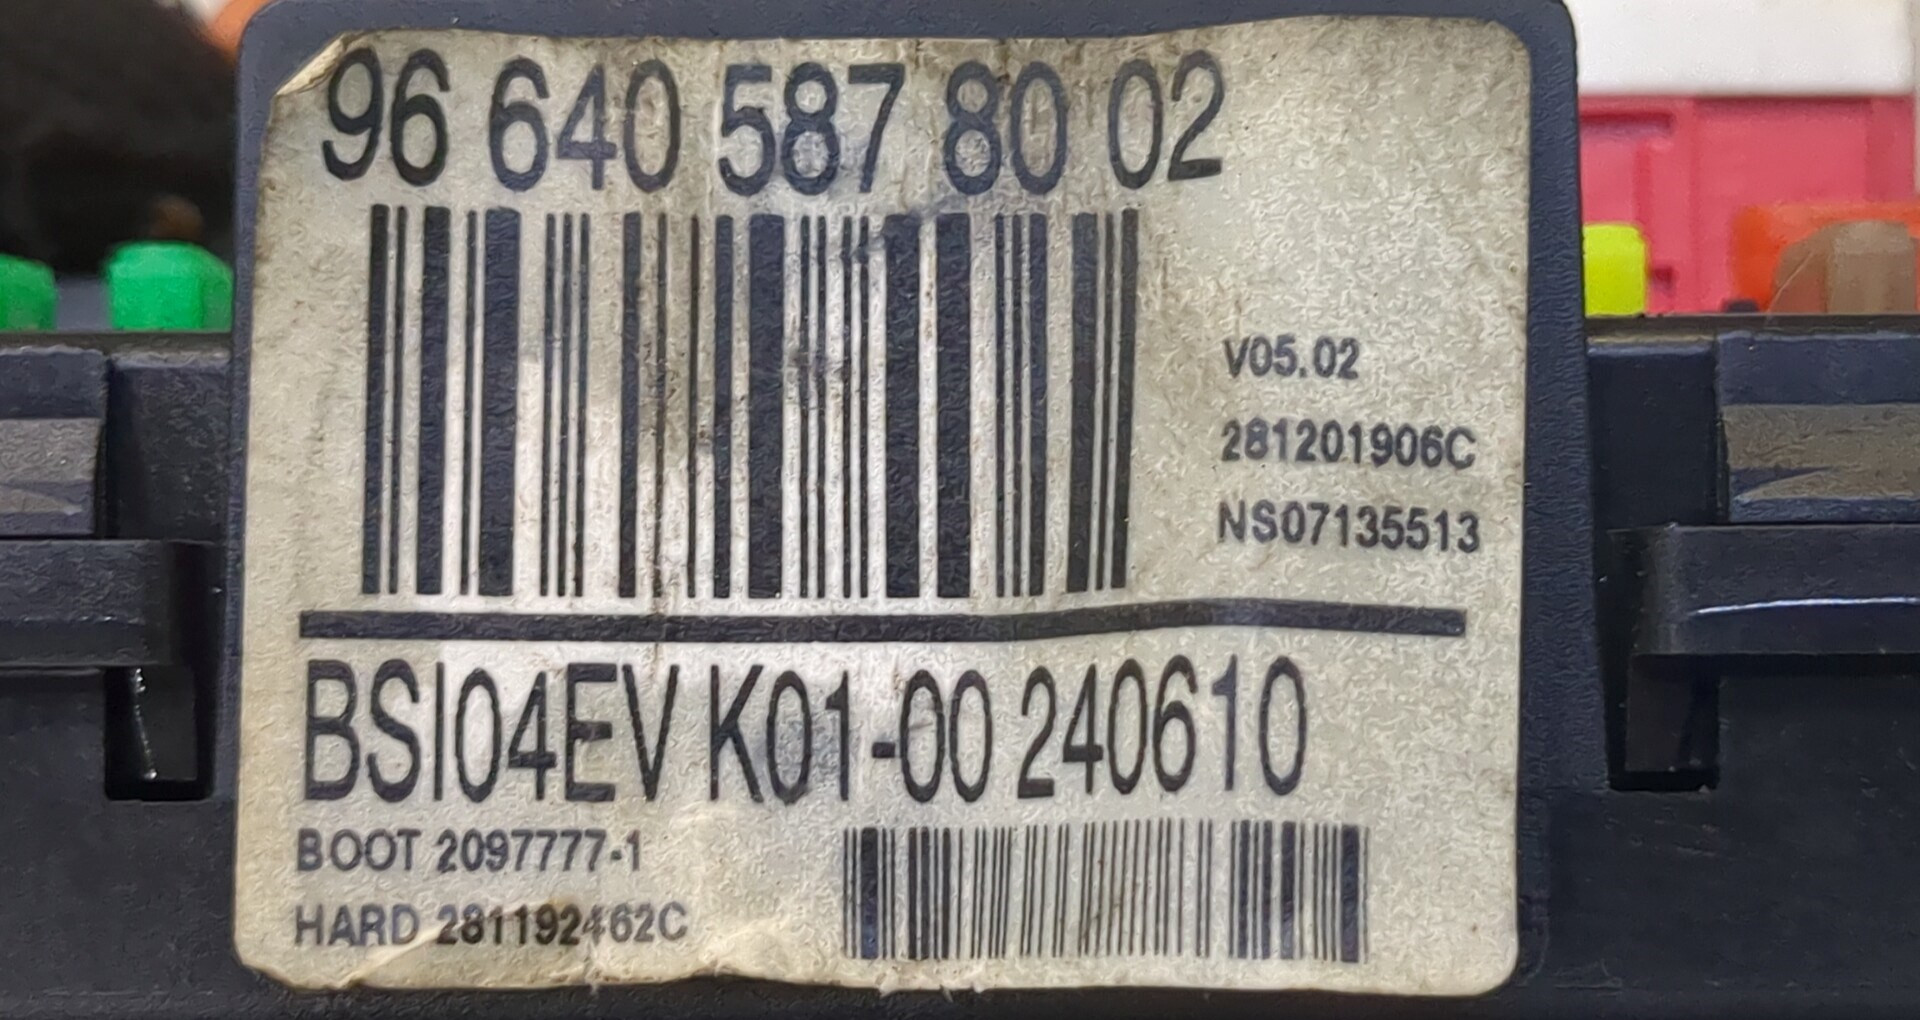 96 640 587 80 02
V05.02
281201906C
NS07135513
BSI04EV K01-00 240610
BOOT 2097777-1
HARD 281192462C